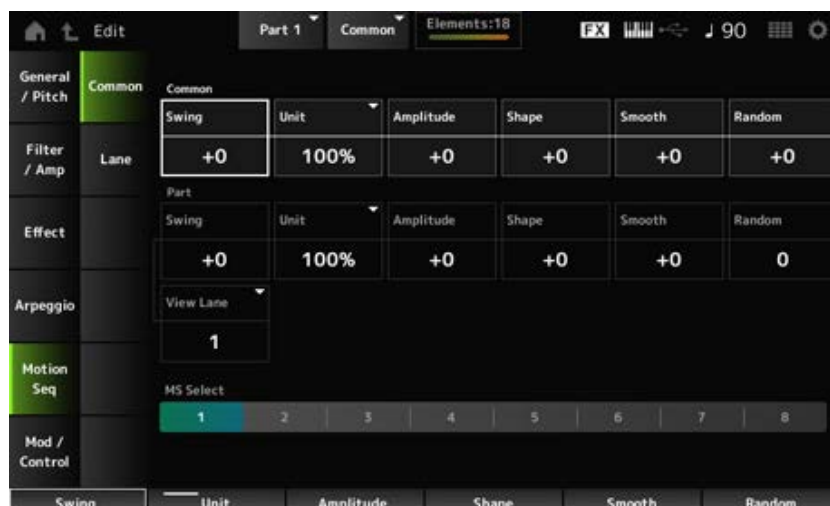 Edit Part 1 Common Elements:18 FX 90
General / Pitch
Filter / Amp
Effect
Arpeggio
Motion Seq
Mod / Control
Common
Lane
Common
Swing Unit Amplitude Shape Smooth Random
+0 100% +0 +0 +0 +0
Part
Swing Unit Amplitude Shape Smooth Random
+0 100% +0 +0 +0 0
View Lane
1
MS Select
1 2 3 4 5 6 7 8
Swing Unit Amplitude Shape Smooth Random